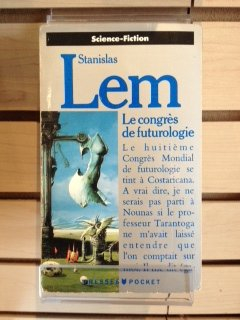 Science-Fiction
Stanislas
Lem
Le congrès
de futurologie
Le huitième
Congrès Mondial
de futurologie se
tint à Costaricana.
A vrai dire, je ne
serais pas parti à
Nounas si le pro-
fesseur Tarantoga
ne m'avait laissé
entendre que
l'on comptait sur
POCKET